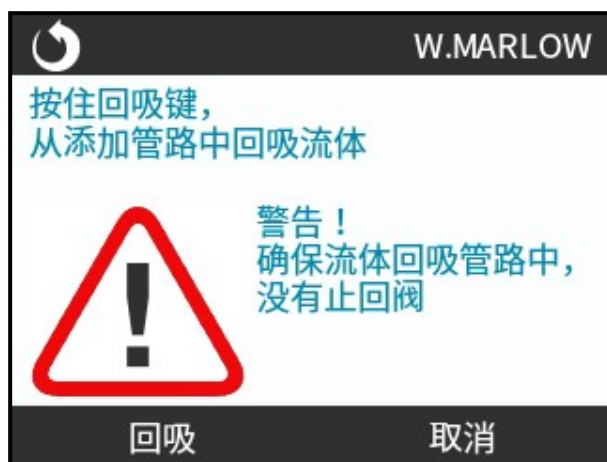 W.MARLOW
按住回吸键，
从添加管路中回吸流体
警告！
确保流体回吸管路中，
没有止回阀
回吸
取消